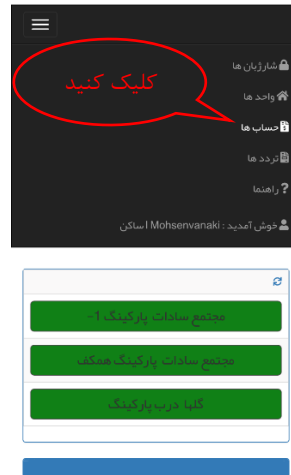 شارژبان ها
کلیک کنید
واحد ها
حساب ها
تردد ها
راهنما
خوش آمدید : Mohsenvanaki | ساکن
مجتمع سادات پارکینگ 1-
مجتمع سادات پارکینگ همکف
گلها درب پارکینگ